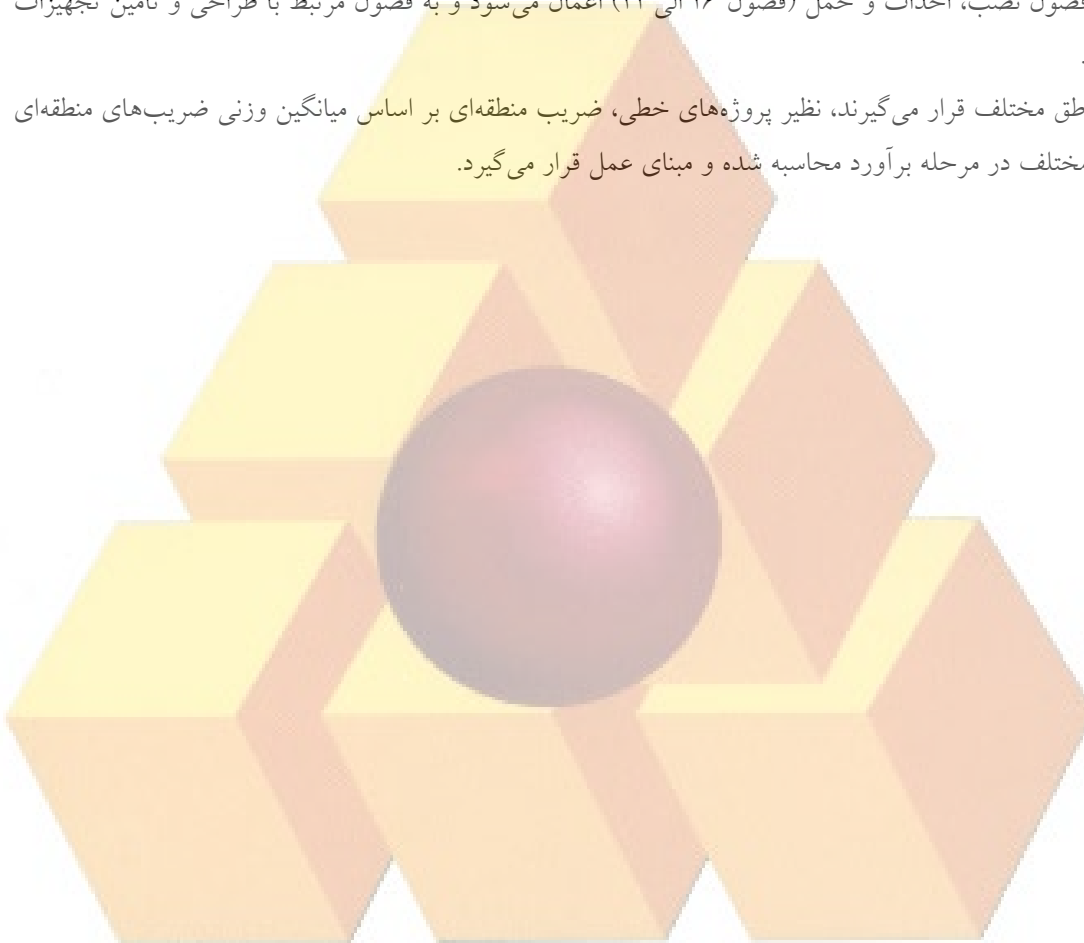 فصول نصب، احداث و حمل (فصول ۱۶ الی ۲۲) اعمال می‌شود و به فصول مرتبط با طراحی و تامین تجهیزات
.
طق مختلف قرار می‌گیرند، نظیر پروژه‌های خطی، ضریب منطقه‌ای بر اساس میانگین وزنی ضریب‌های منطقه‌ای
مختلف در مرحله برآورد محاسبه شده و مبنای عمل قرار می‌گیرد.